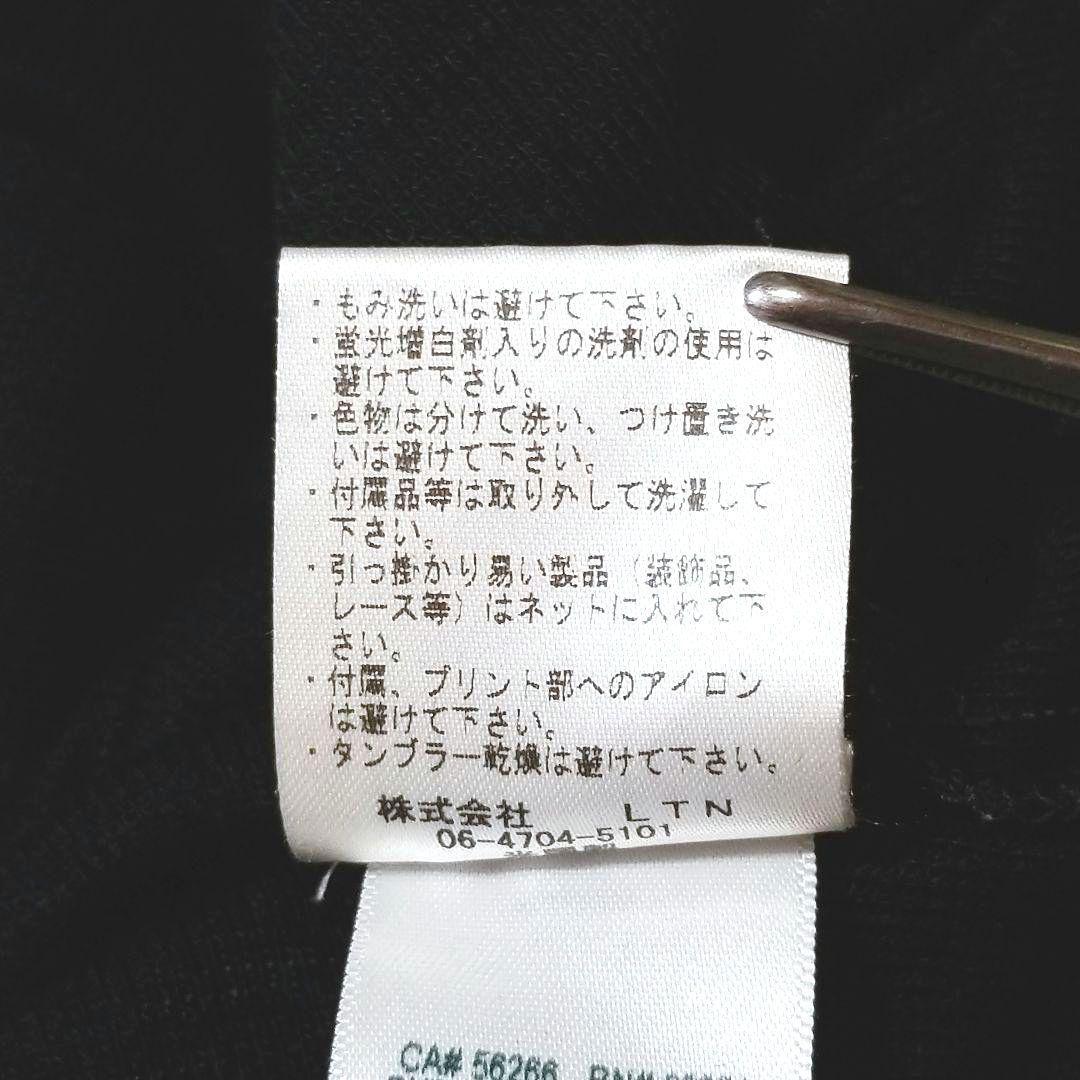 ・もみ洗いは避けて下さい。
・蛍光増白剤入りの洗剤の使用は
避けて下さい。
・色物は分けて洗い、つけ置き洗
いは避けて下さい。
・付属品等は取り外して洗濯して
下さい。
・引っ掛かり易い製品（装飾品、
レース等）はネットに入れて下
さい。
・付属、プリント部へのアイロン
は避けて下さい。
・タンブラー乾燥は避けて下さい。
株式会社 LTN
06-4704-5101
CA# 56266